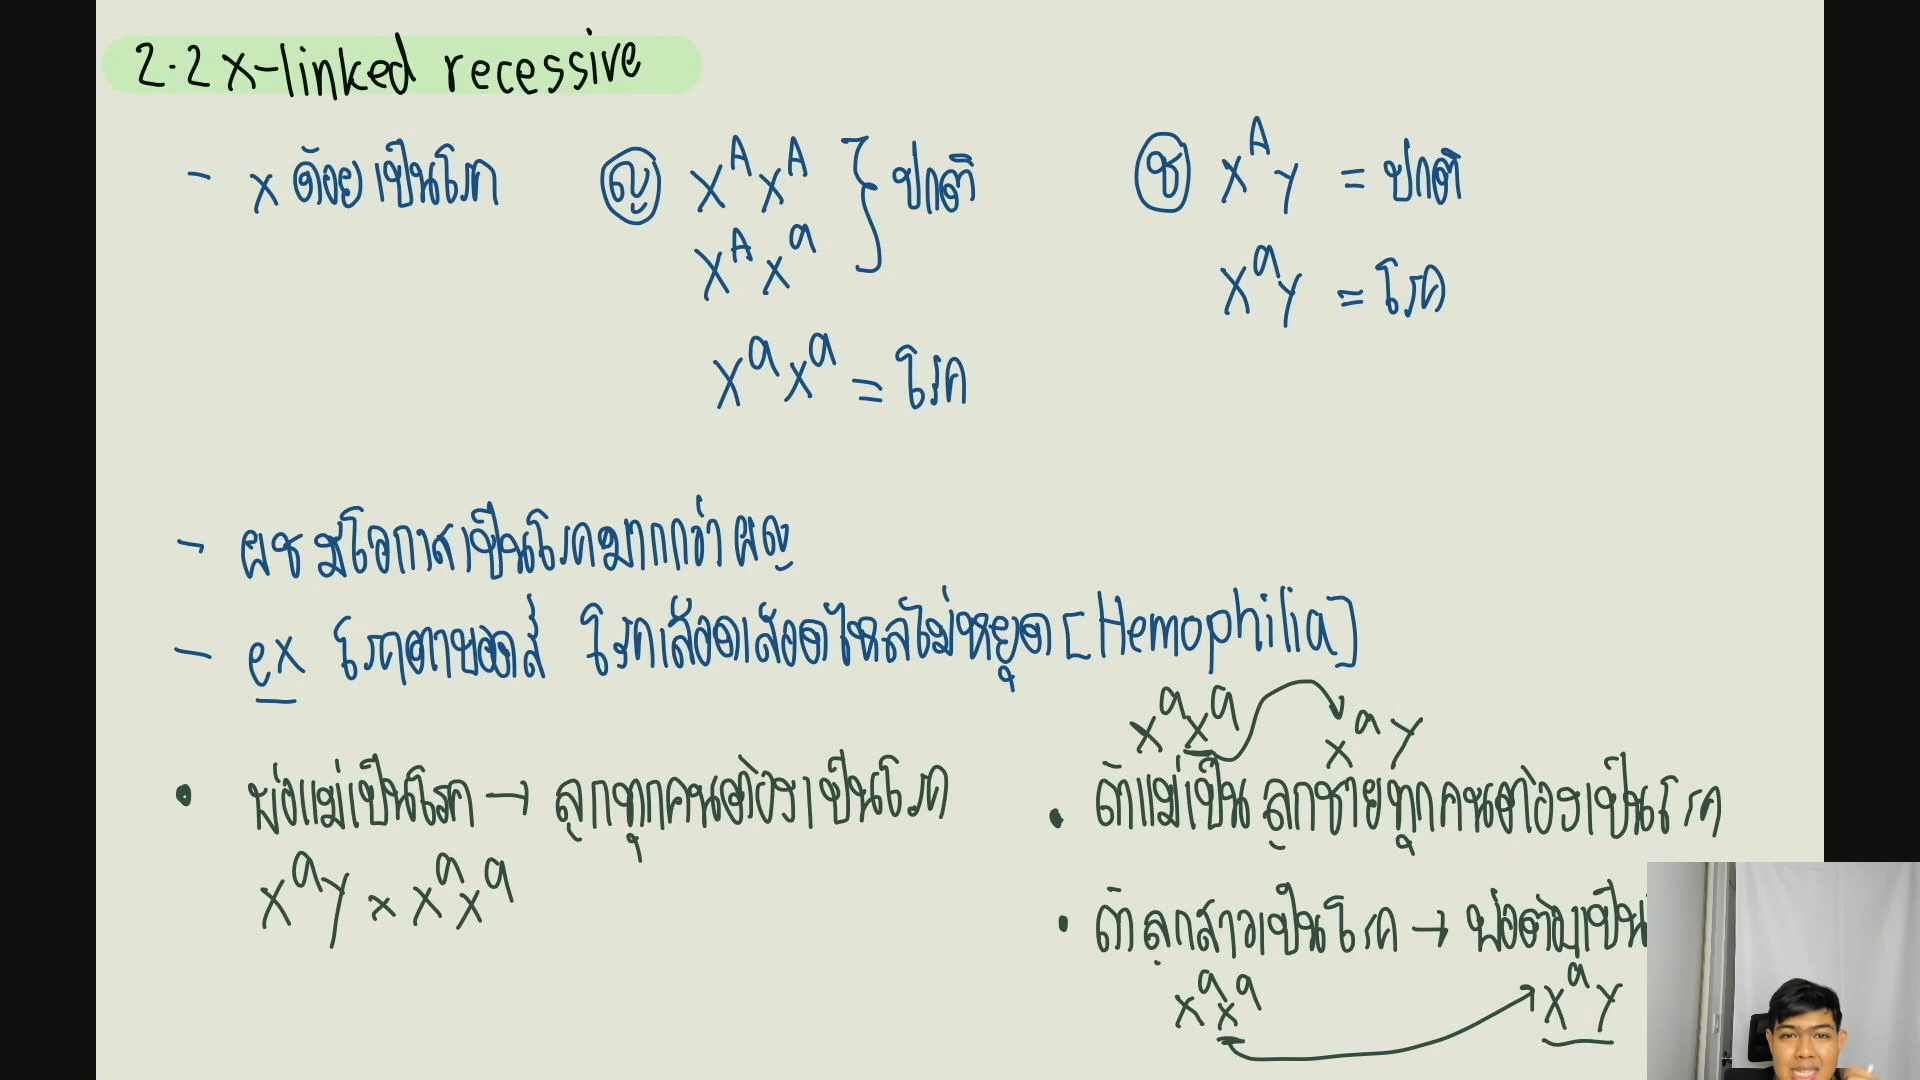 2.2 X-linked recessive
- X ด้อย เป็นโรค
ญ X^A X^A } ปกติ
X^A X^a
X^a X^a = โรค
ช X^A Y = ปกติ
X^a Y = โรค
- ผช มีโอกาสเป็นโรคมากกว่า ผญ
- ex โรคตาบอดสี โรคเลือดเลือดไหลไม่หยุด [Hemophilia]
• พ่อแม่เป็นโรค → ลูกทุกคนต้องเป็นโรค
X^a Y × X^a X^a
X^a X^a X^a Y
• ถ้าแม่เป็น ลูกชายทุกคนต้องเป็นโรค
• ถ้าลูกสาวเป็นโรค → พ่อต้องเป็น
X^a X^a X^a Y